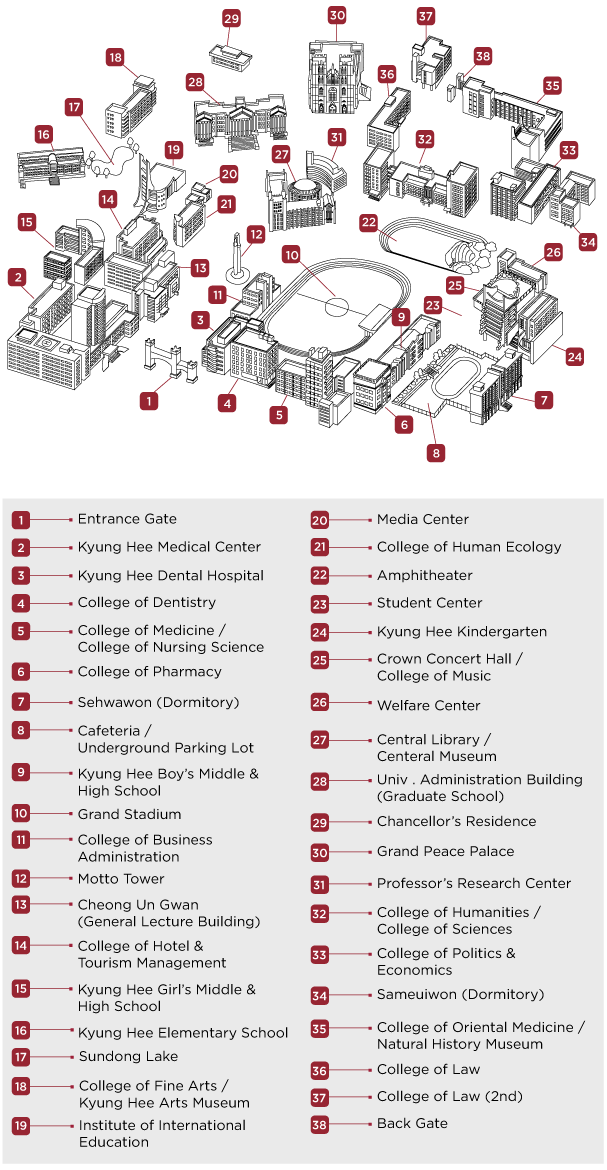 29
30
37
18
38
36
35
28
17
16
19
31
32
33
27
20
14
21
15
22
34
12
13
10
26
2
11
25
3
23
9
24
1
4
5
6
7
8
1 Entrance Gate
2 Kyung Hee Medical Center
3 Kyung Hee Dental Hospital
4 College of Dentistry
5 College of Medicine /
College of Nursing Science
6 College of Pharmacy
7 Sehwawon (Dormitory)
8 Cafeteria /
Underground Parking Lot
9 Kyung Hee Boy's Middle &
High School
10 Grand Stadium
11 College of Business
Administration
12 Motto Tower
13 Cheong Un Gwan
(General Lecture Building)
14 College of Hotel &
Tourism Management
15 Kyung Hee Girl's Middle &
High School
16 Kyung Hee Elementary School
17 Sundong Lake
18 College of Fine Arts /
Kyung Hee Arts Museum
19 Institute of International
Education
20 Media Center
21 College of Human Ecology
22 Amphitheater
23 Student Center
24 Kyung Hee Kindergarten
25 Crown Concert Hall /
College of Music
26 Welfare Center
27 Central Library /
Centeral Museum
28 Univ . Administration Building
(Graduate School)
29 Chancellor's Residence
30 Grand Peace Palace
31 Professor's Research Center
32 College of Humanities /
College of Sciences
33 College of Politics &
Economics
34 Sameuiwon (Dormitory)
35 College of Oriental Medicine /
Natural History Museum
36 College of Law
37 College of Law (2nd)
38 Back Gate